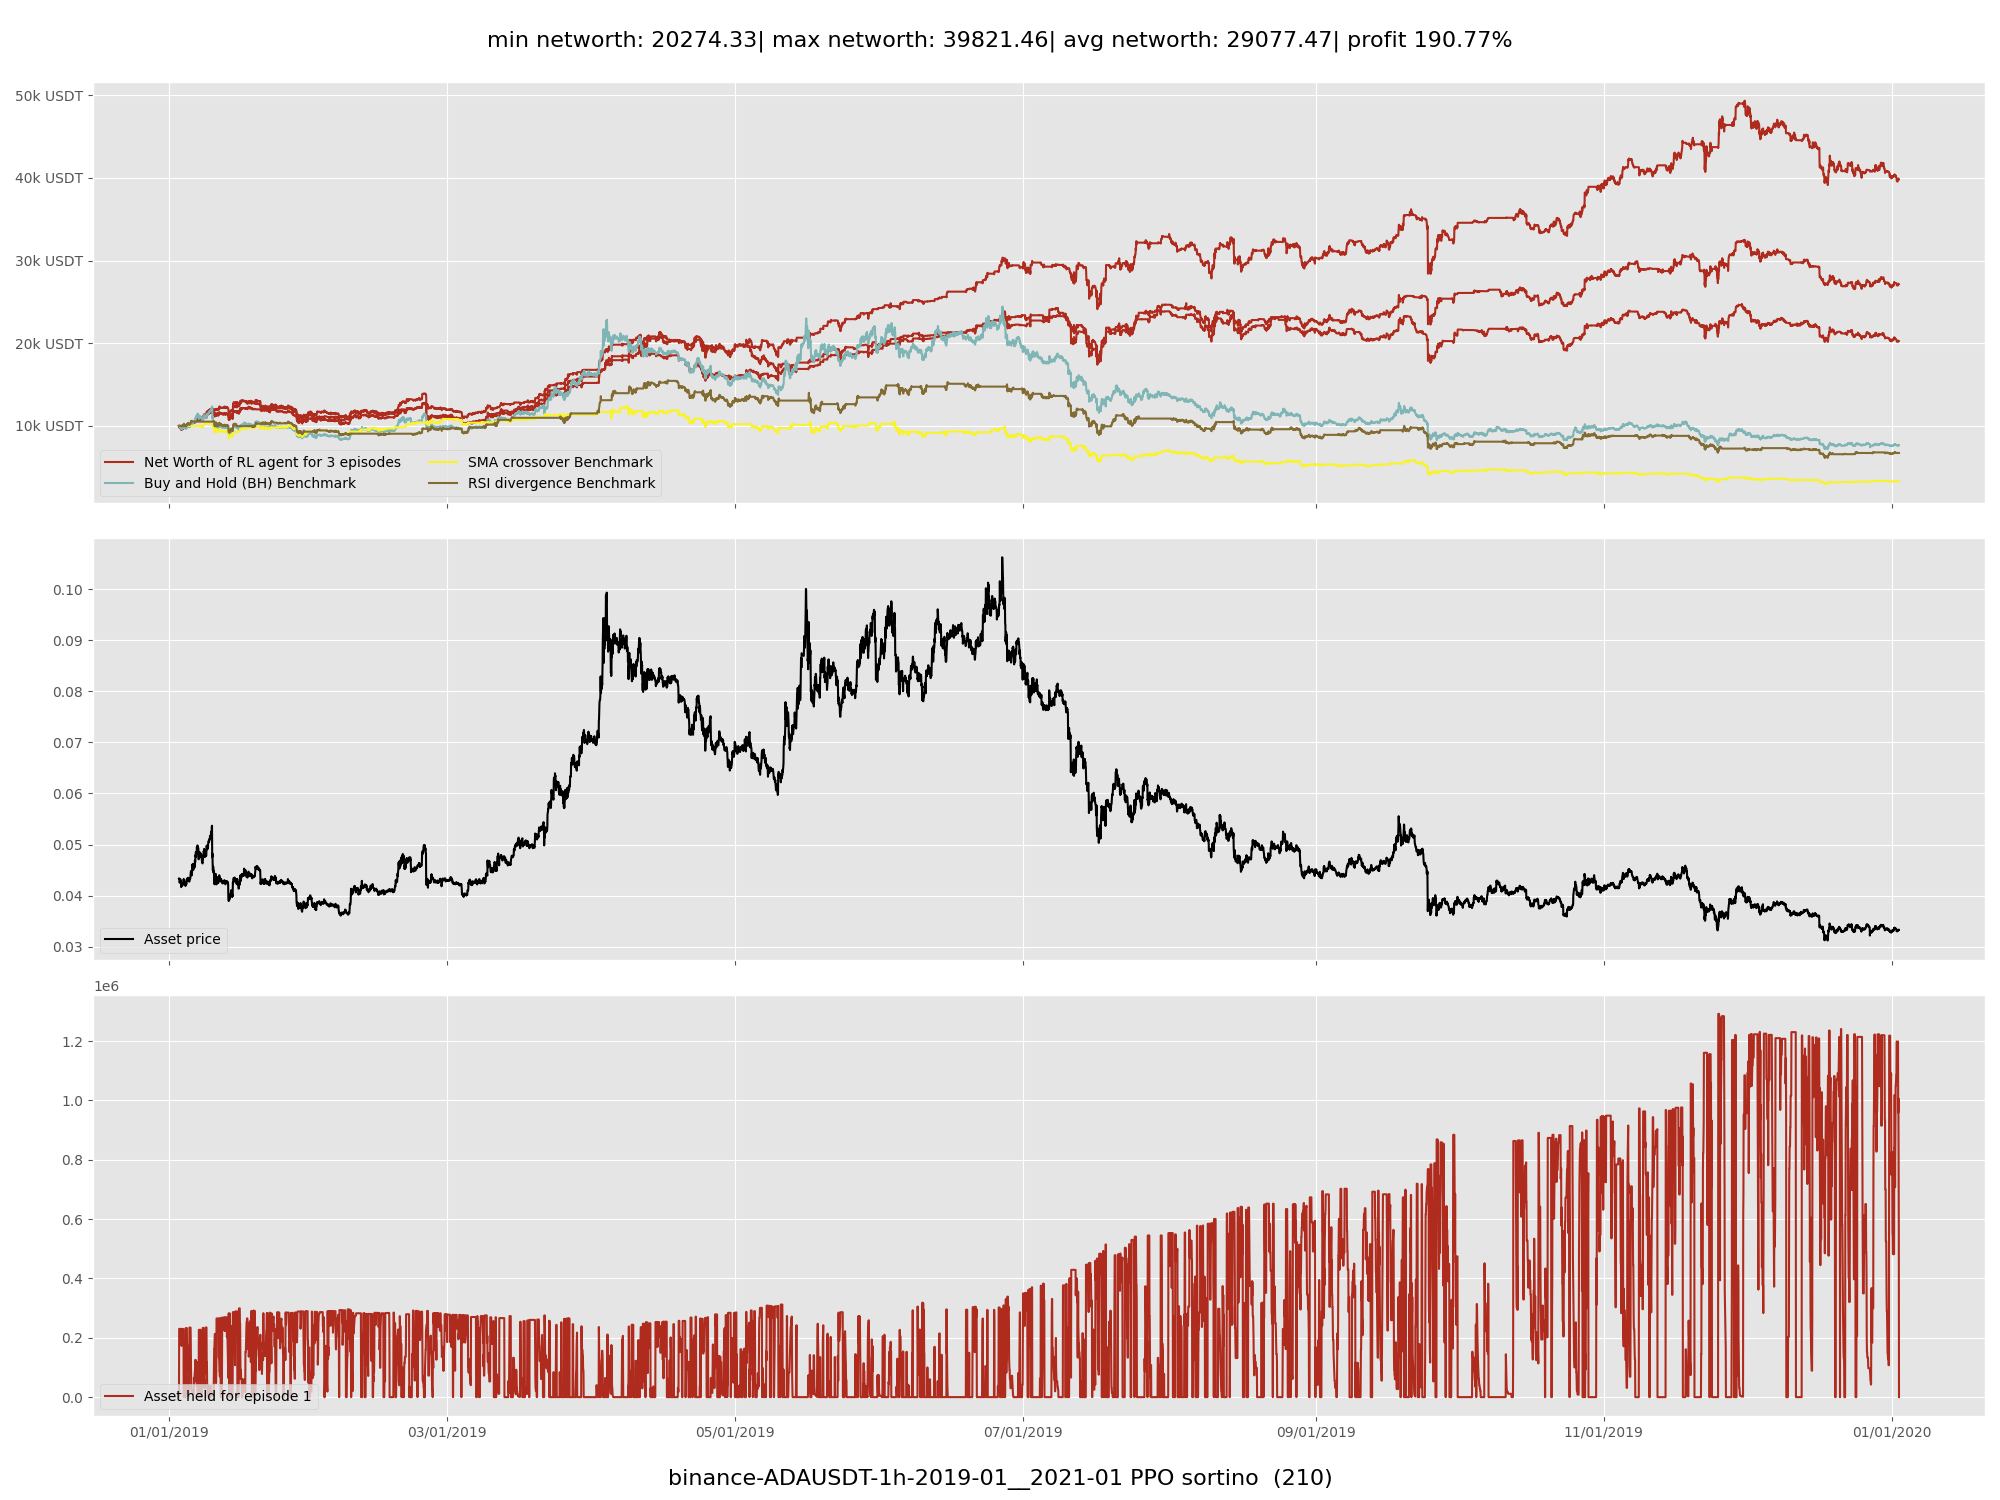 min networth: 20274.33| max networth: 39821.46| avg networth: 29077.47| profit 190.77%
50k USDT
40k USDT
30k USDT
20k USDT
10k USDT
Net Worth of RL agent for 3 episodes
Buy and Hold (BH) Benchmark
SMA crossover Benchmark
RSI divergence Benchmark
0.10
0.09
0.08
0.07
0.06
0.05
0.04
0.03
Asset price
1e6
1.2
1.0
0.8
0.6
0.4
0.2
0.0
Asset held for episode 1
01/01/2019 03/01/2019 05/01/2019 07/01/2019 09/01/2019 11/01/2019 01/01/2020
binance-ADAUSDT-1h-2019-01__2021-01 PPO sortino  (210)